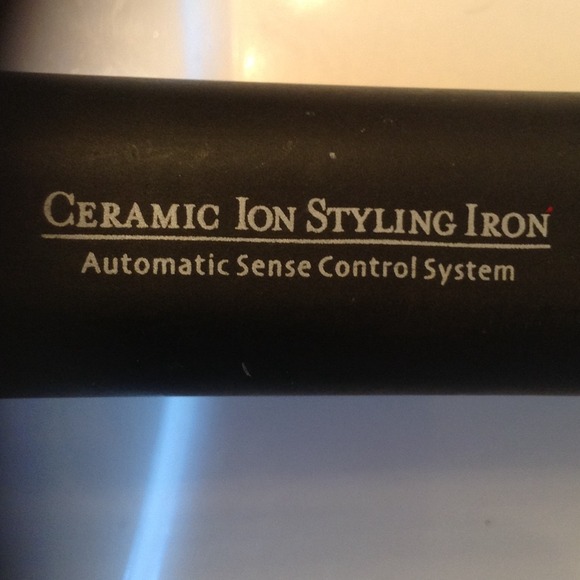 CERAMIC ION STYLING IRON
Automatic Sense Control System